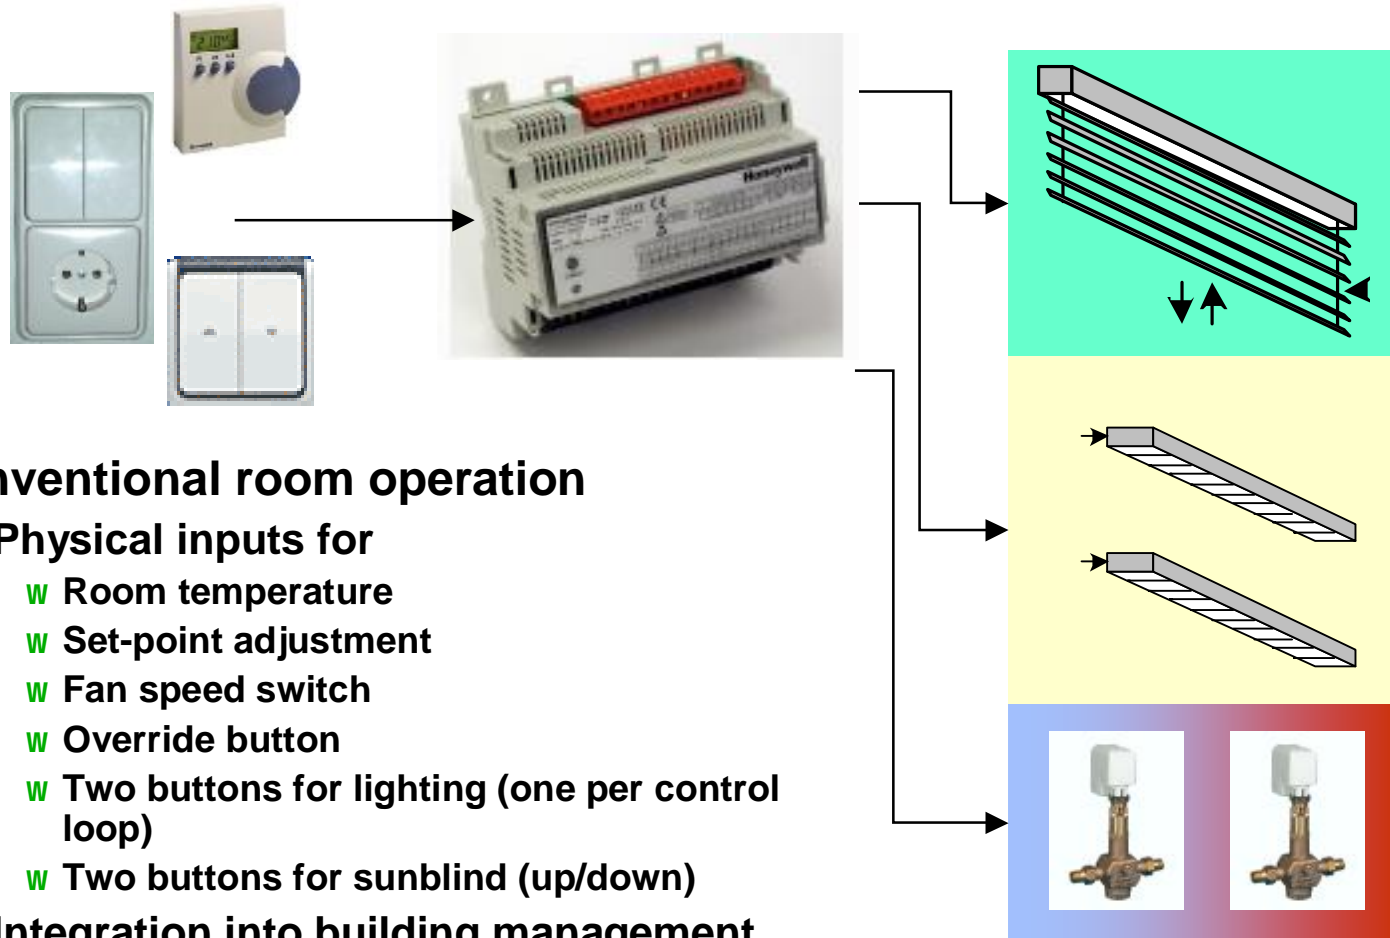 Honeywell
nventional room operation
Physical inputs for
w Room temperature
w Set-point adjustment
w Fan speed switch
w Override button
w Two buttons for lighting (one per control
loop)
w Two buttons for sunblind (up/down)
Integration into building management